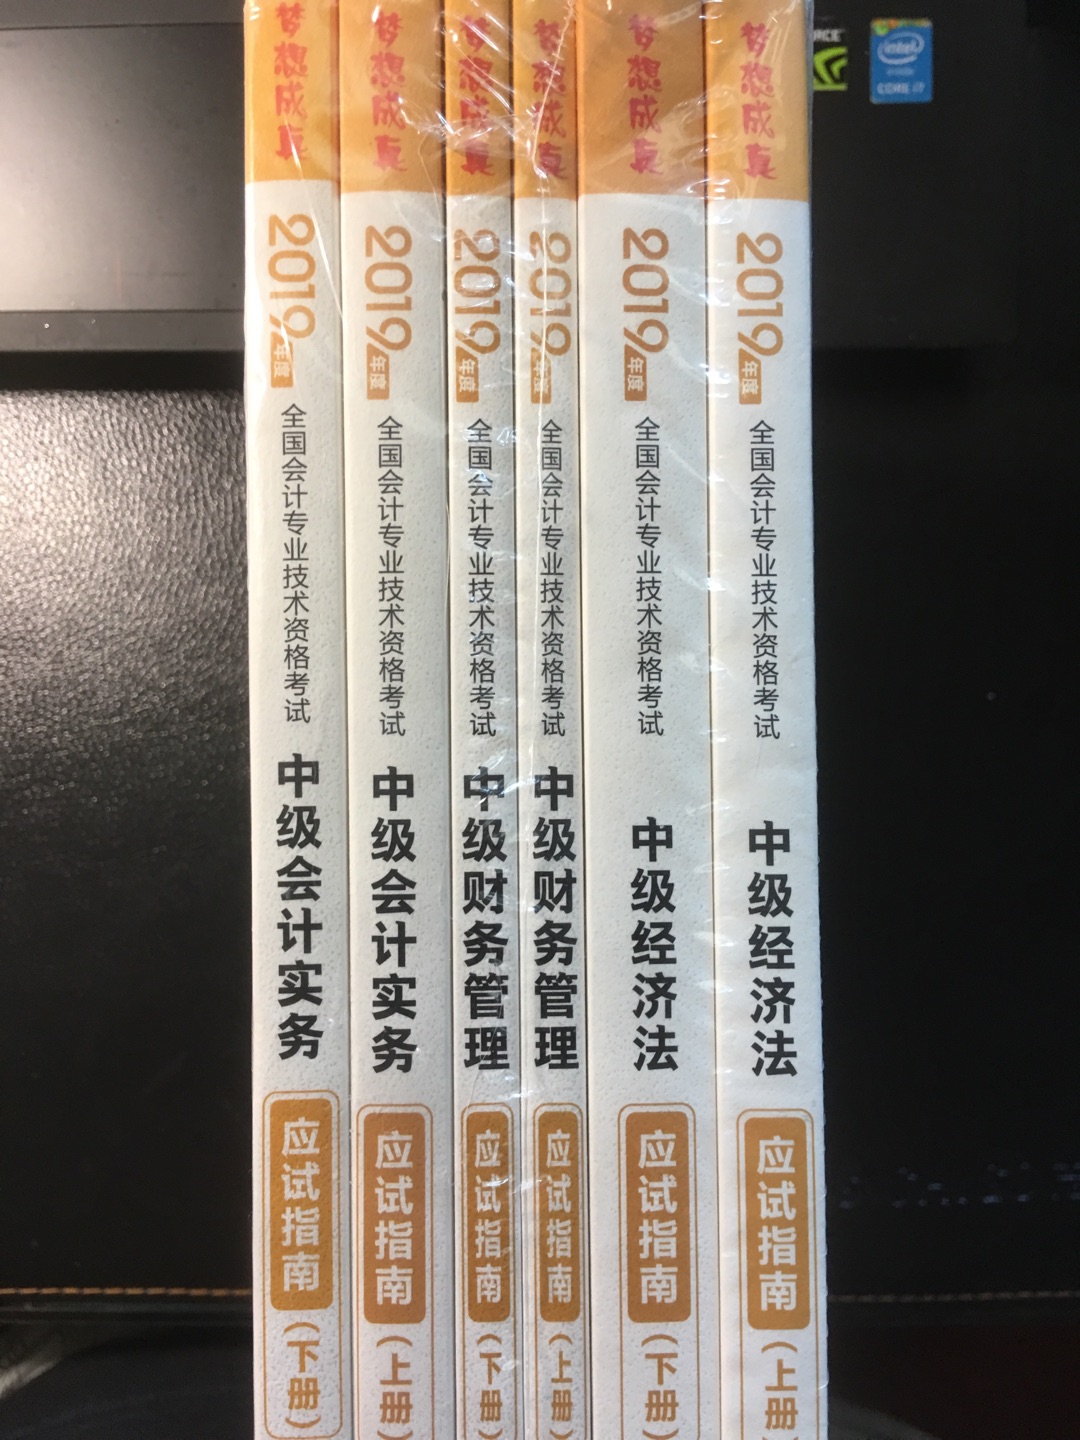 梦想成真
2019年度
全国会计专业技术资格考试
中级会计实务
应试指南
(下册)
梦想成真
2019年度
全国会计专业技术资格考试
中级会计实务
应试指南
(上册)
梦想成真
2019年度
全国会计专业技术资格考试
中级财务管理
应试指南
(下册)
梦想成真
2019年度
全国会计专业技术资格考试
中级财务管理
应试指南
(上册)
梦想成真
2019年度
全国会计专业技术资格考试
中级经济法
应试指南
(下册)
梦想成真
2019年度
全国会计专业技术资格考试
中级经济法
应试指南
(上册)
intel
inside
CORE i7